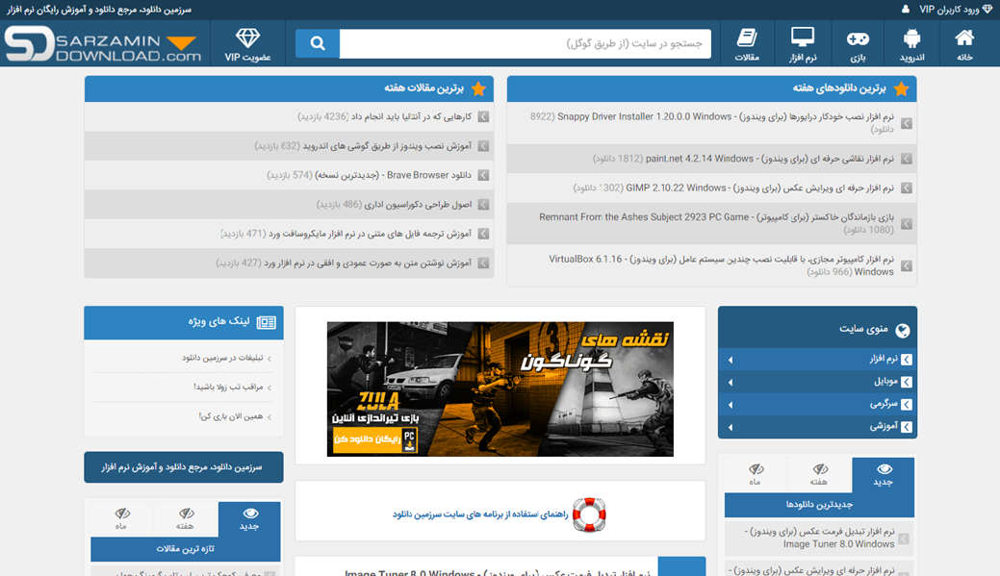 ورود کاربران VIP
سرزمین دانلود، مرجع دانلود و آموزش رایگان نرم افزار
خانه
اندروید
بازی
نرم افزار
مقالات
جستجو در سایت (از طریق گوگل)
عضویت VIP
SD SARZAMIN
DOWNLOAD.com
برترین دانلودهای هفته
نرم افزار نصب خودکار درایورها (برای ویندوز) - Snappy Driver Installer 1.20.0.0 Windows (8922
دانلود)
نرم افزار نقاشی حرفه ای (برای ویندوز) - paint.net 4.2.14 Windows (1812 دانلود)
نرم افزار حرفه ای ویرایش عکس (برای ویندوز) - GIMP 2.10.22 Windows (1302 دانلود)
بازی بازماندگان خاکستر (برای کامپیوتر) - Remnant From the Ashes Subject 2923 PC Game
(1080 دانلود)
نرم افزار کامپیوتر مجازی، با قابلیت نصب چندین سیستم عامل (برای ویندوز) - VirtualBox 6.1.16
Windows (966 دانلود)
برترین مقالات هفته
کارهایی که در آنتالیا باید انجام داد (4236 بازدید)
آموزش نصب ویندوز از طریق گوشی های اندروید (632 بازدید)
دانلود Brave Browser - (جدیدترین نسخه) (574 بازدید)
اصول طراحی دکوراسیون اداری (486 بازدید)
آموزش ترجمه فایل های متنی در نرم افزار مایکروسافت ورد (471 بازدید)
آموزش نوشتن متن به صورت عمودی و افقی در نرم افزار ورد (427 بازدید)
منوی سایت
نرم افزار
موبایل
سرگرمی
آموزشی
جدید
هفته
ماه
جدیدترین دانلودها
نرم افزار تبدیل فرمت عکس (برای ویندوز) -
Image Tuner 8.0 Windows
نرم افزار تبدیل فرمت عکس (برای ویندوز) -
نقشه های
گوناگون
3
ZULA
بازی تیراندازی آنلاین
رایگان دانلود کن
PC
راهنمای استفاده از برنامه های سایت سرزمین دانلود
نرم افزار تبدیل فرمت عکس (برای ویندوز) - Image Tuner 8.0 Windows
لینک های ویژه
تبلیغات در سرزمین دانلود
مراقب تب زولا باشید!
همین الان بازی کن!
سرزمین دانلود، مرجع دانلود و آموزش نرم افزار
جدید
هفته
ماه
تازه ترین مقالات